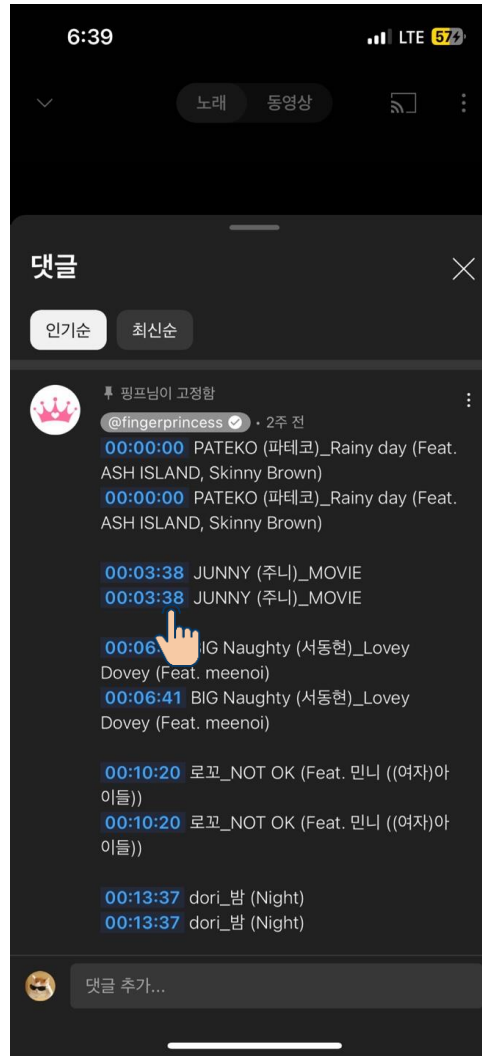 6:39
LTE 57
노래 동영상
댓글
인기순 최신순
핑프님이 고정함
@fingerprincess · 2주 전
00:00:00 PATEKO (파테코)_Rainy day (Feat.
ASH ISLAND, Skinny Brown)
00:00:00 PATEKO (파테코)_Rainy day (Feat.
ASH ISLAND, Skinny Brown)
00:03:38 JUNNY (주니)_MOVIE
00:03:38 JUNNY (주니)_MOVIE
00:06: IG Naughty (서동현)_Lovey
Dovey (Feat. meenoi)
00:06:41 BIG Naughty (서동현)_Lovey
Dovey (Feat. meenoi)
00:10:20 로꼬_NOT OK (Feat. 민니 ((여자)아
이들))
00:10:20 로꼬_NOT OK (Feat. 민니 ((여자)아
이들))
00:13:37 dori_밤 (Night)
00:13:37 dori_밤 (Night)
댓글 추가...